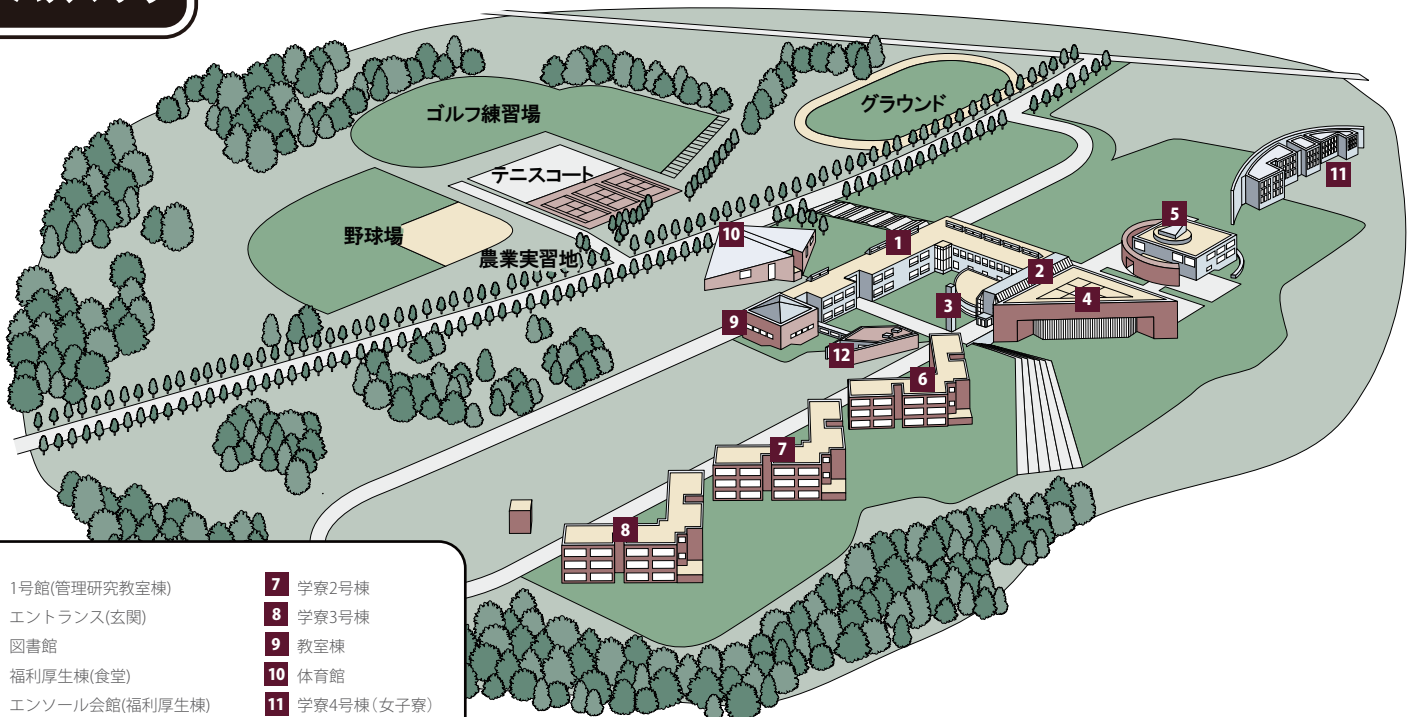 ゴルフ練習場
グラウンド
テニスコート
野球場
農業実習地
11
5
10
1
2
4
3
9
12
6
7
8
1号館(管理研究教室棟)
エントランス(玄関)
図書館
福利厚生棟(食堂)
エンソール会館(福利厚生棟)
7 学寮2号棟
8 学寮3号棟
9 教室棟
10 体育館
11 学寮4号棟(女子寮)